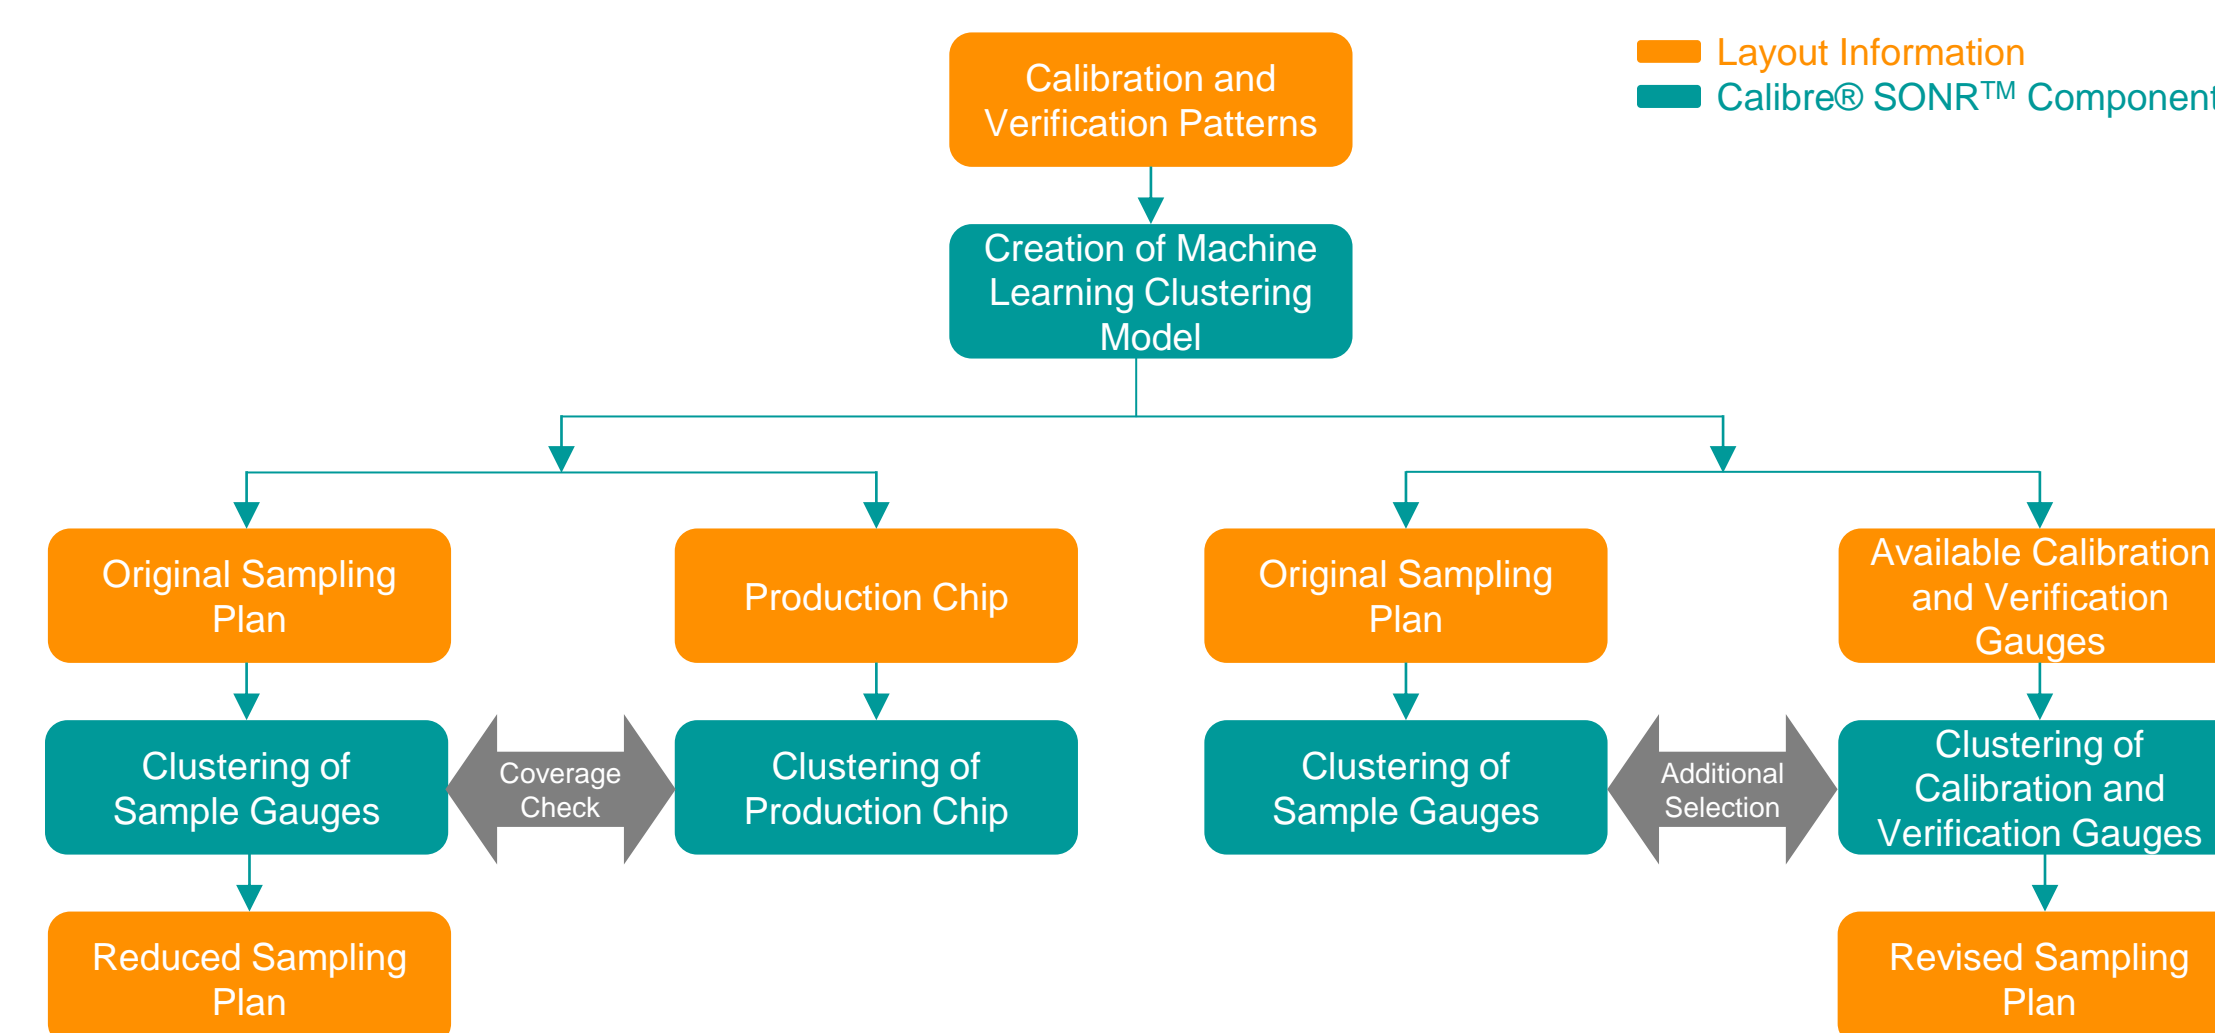 Calibration and
Verification Patterns
Layout Information
Calibre® SONR™ Component
Creation of Machine
Learning Clustering
Model
Original Sampling
Plan
Production Chip
Original Sampling
Plan
Available Calibration
and Verification
Gauges
Clustering of
Sample Gauges
Coverage
Check
Clustering of
Production Chip
Clustering of
Sample Gauges
Additional
Selection
Clustering of
Calibration and
Verification Gauges
Reduced Sampling
Plan
Revised Sampling
Plan